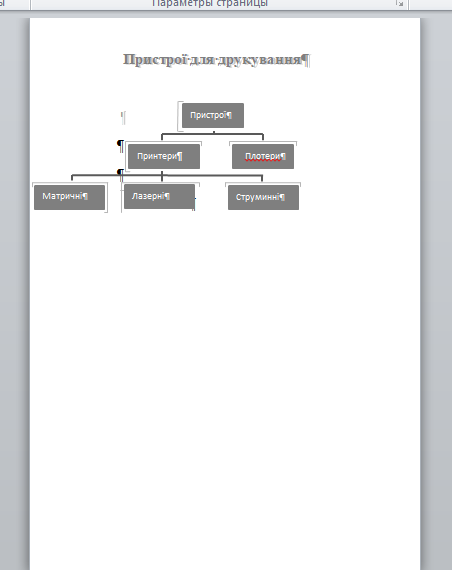 Параметры страницы
Пристрої для друкування¶
¶
Пристрої¶
¶
Принтери¶
Плотери¶
¶
Матричні¶
Лазерні¶
Струминні¶